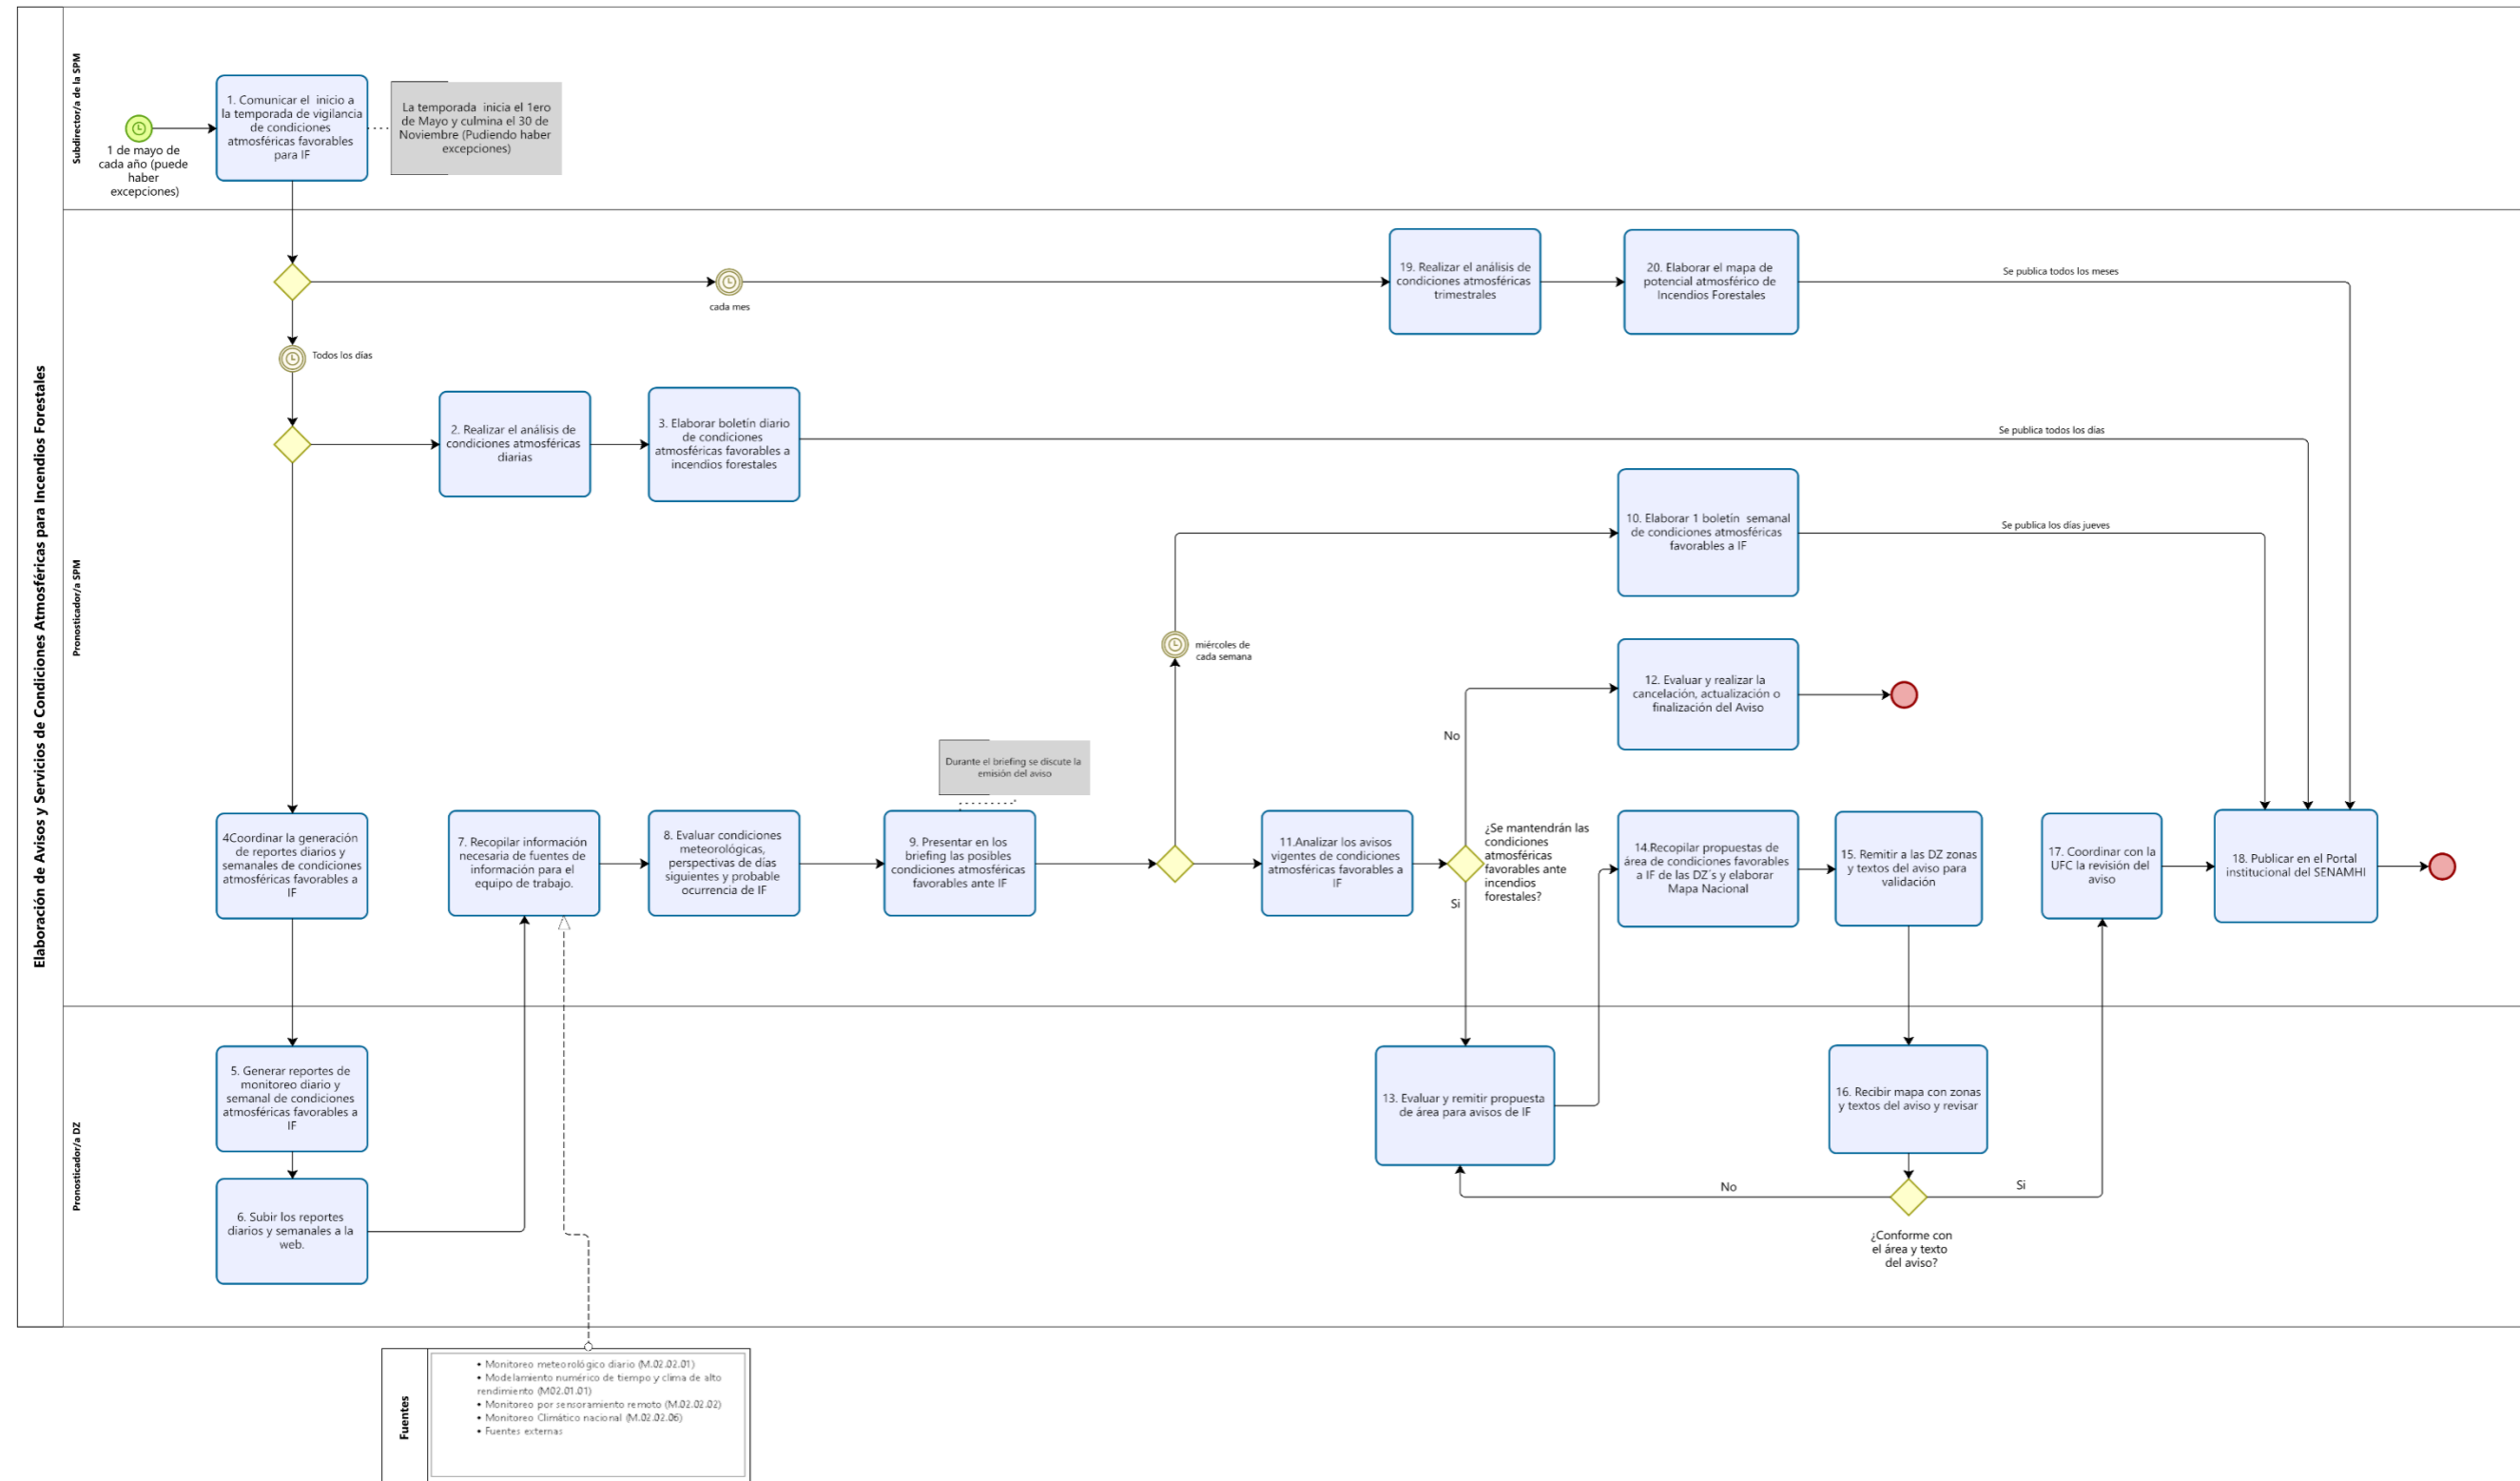 Elaboración de Avisos y Servicios de Condiciones Atmosféricas para Incendios Forestales
Subdirector/a de la SPM
1 de mayo de
cada año (puede
haber
excepciones)
1. Comunicar el inicio a
la temporada de vigilancia
de condiciones
atmosféricas favorables
para IF
La temporada inicia el 1ero
de Mayo y culmina el 30 de
Noviembre (Pudiendo haber
excepciones)
Pronosticador/a SPM
cada mes
19. Realizar el análisis de
condiciones atmosféricas
trimestrales
20. Elaborar el mapa de
potencial atmosférico de
Incendios Forestales
Se publica todos los meses
Todos los días
2. Realizar el análisis de
condiciones atmosféricas
diarias
3. Elaborar boletín diario
de condiciones
atmosféricas favorables a
incendios forestales
Se publica todos los días
10. Elaborar 1 boletín semanal
de condiciones atmosféricas
favorables a IF
Se publica los días jueves
miércoles de
cada semana
12. Evaluar y realizar la
cancelación, actualización o
finalización del Aviso
No
Durante el briefing se discute la
emisión del aviso
4Coordinar la generación
de reportes diarios y
semanales de condiciones
atmosféricas favorables a
IF
7. Recopilar información
necesaria de fuentes de
información para el
equipo de trabajo.
8. Evaluar condiciones
meteorológicas,
perspectivas de días
siguientes y probable
ocurrencia de IF
9. Presentar en los
briefing las posibles
condiciones atmosféricas
favorables ante IF
11.Analizar los avisos
vigentes de condiciones
atmosféricas favorables a
IF
¿Se mantendrán las
condiciones
atmosféricas
favorables ante
incendios
forestales?
Si
14.Recopilar propuestas de
área de condiciones favorables
a IF de las DZ´s y elaborar
Mapa Nacional
15. Remitir a las DZ zonas
y textos del aviso para
validación
17. Coordinar con la
UFC la revisión del
aviso
18. Publicar en el Portal
institucional del SENAMHI
Pronosticador/a DZ
5. Generar reportes de
monitoreo diario y
semanal de condiciones
atmosféricas favorables a
IF
6. Subir los reportes
diarios y semanales a la
web.
13. Evaluar y remitir propuesta
de área para avisos de IF
16. Recibir mapa con zonas
y textos del aviso y revisar
No
Si
¿Conforme con
el área y texto
del aviso?
Fuentes
• Monitoreo meteorológico diario (M.02.02.01)
• Modelamiento numérico de tiempo y clima de alto
rendimiento (M02.01.01)
• Monitoreo por sensoramiento remoto (M.02.02.02)
• Monitoreo Climático nacional (M.02.02.06)
• Fuentes externas